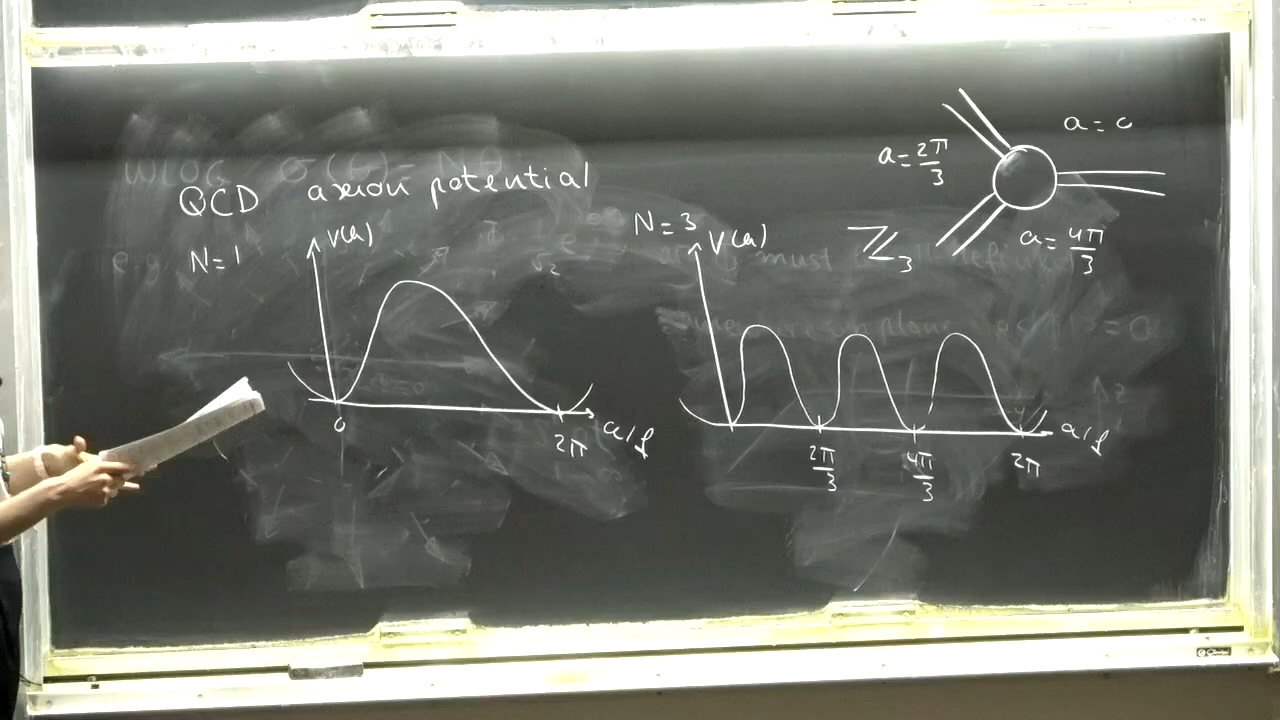 QCD axion potential
N=1
V(a)
0
2π
a/f
N=3
V(a)
2π/3
4π/3
2π
a/f
ℤ₃
a=2π/3
a=0
a=4π/3